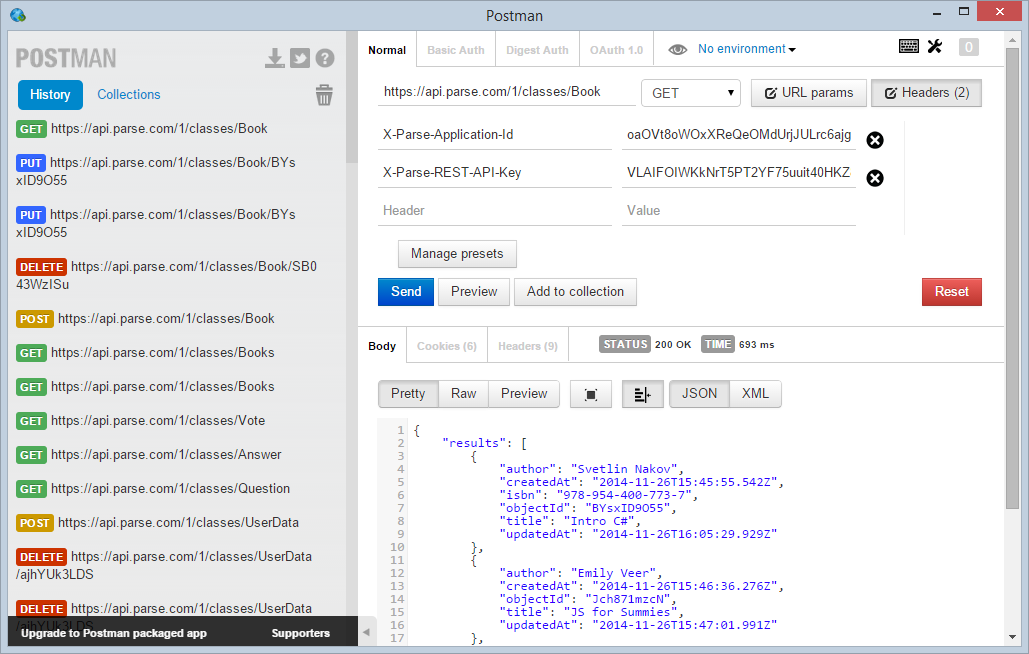 Postman
POSTMAN
History Collections
GET https://api.parse.com/1/classes/Book
PUT https://api.parse.com/1/classes/Book/BYs
xID9O55
PUT https://api.parse.com/1/classes/Book/BYs
xID9O55
DELETE https://api.parse.com/1/classes/Book/SB0
43WzISu
POST https://api.parse.com/1/classes/Book
GET https://api.parse.com/1/classes/Books
GET https://api.parse.com/1/classes/Books
GET https://api.parse.com/1/classes/Vote
GET https://api.parse.com/1/classes/Answer
GET https://api.parse.com/1/classes/Question
POST https://api.parse.com/1/classes/UserData
DELETE https://api.parse.com/1/classes/UserData
/ajhYUk3LDS
DELETE https://api.parse.com/1/classes/UserData
/ajhYUk3LDS
Upgrade to Postman packaged app Supporters
Normal Basic Auth Digest Auth OAuth 1.0 No environment 0
https://api.parse.com/1/classes/Book GET URL params Headers (2)
X-Parse-Application-Id oaOVt8oWOxXReQeOMdUrjJULrc6ajg
X-Parse-REST-API-Key VLAIFOIWKkNrT5PT2YF75uuit40HKZ
Header Value
Manage presets
Send Preview Add to collection Reset
Body Cookies (6) Headers (9) STATUS 200 OK TIME 693 ms
Pretty Raw Preview JSON XML
1 {
2 "results": [
3 {
4 "author": "Svetlin Nakov",
5 "createdAt": "2014-11-26T15:45:55.542Z",
6 "isbn": "978-954-400-773-7",
7 "objectId": "BYsxID9O55",
8 "title": "Intro C#",
9 "updatedAt": "2014-11-26T16:05:29.929Z"
10 },
11 {
12 "author": "Emily Veer",
13 "createdAt": "2014-11-26T15:46:36.276Z",
14 "objectId": "Jch871mzcN",
15 "title": "JS for Summies",
16 "updatedAt": "2014-11-26T15:47:01.991Z"
17 },